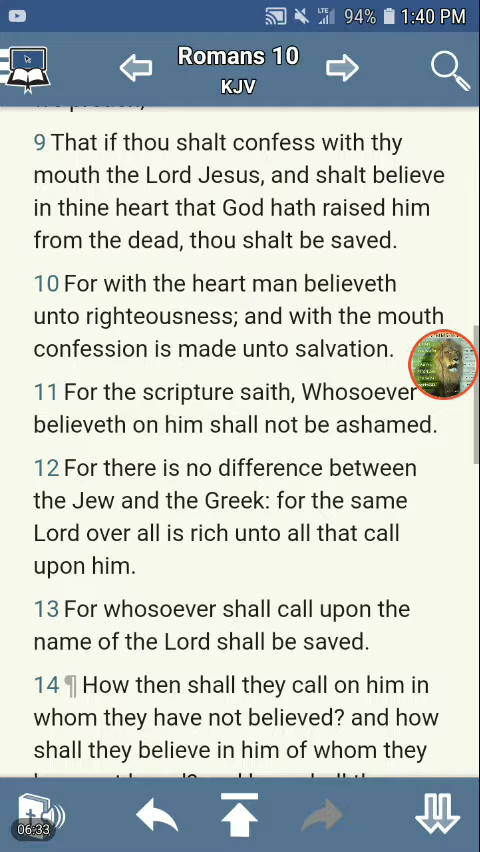 LTE 94% 1:40 PM
Romans 10
KJV
9 That if thou shalt confess with thy
mouth the Lord Jesus, and shalt believe
in thine heart that God hath raised him
from the dead, thou shalt be saved.
10 For with the heart man believeth
unto righteousness; and with the mouth
confession is made unto salvation.
11 For the scripture saith, Whosoever
believeth on him shall not be ashamed.
12 For there is no difference between
the Jew and the Greek: for the same
Lord over all is rich unto all that call
upon him.
13 For whosoever shall call upon the
name of the Lord shall be saved.
14 ¶ How then shall they call on him in
whom they have not believed? and how
shall they believe in him of whom they
06:33